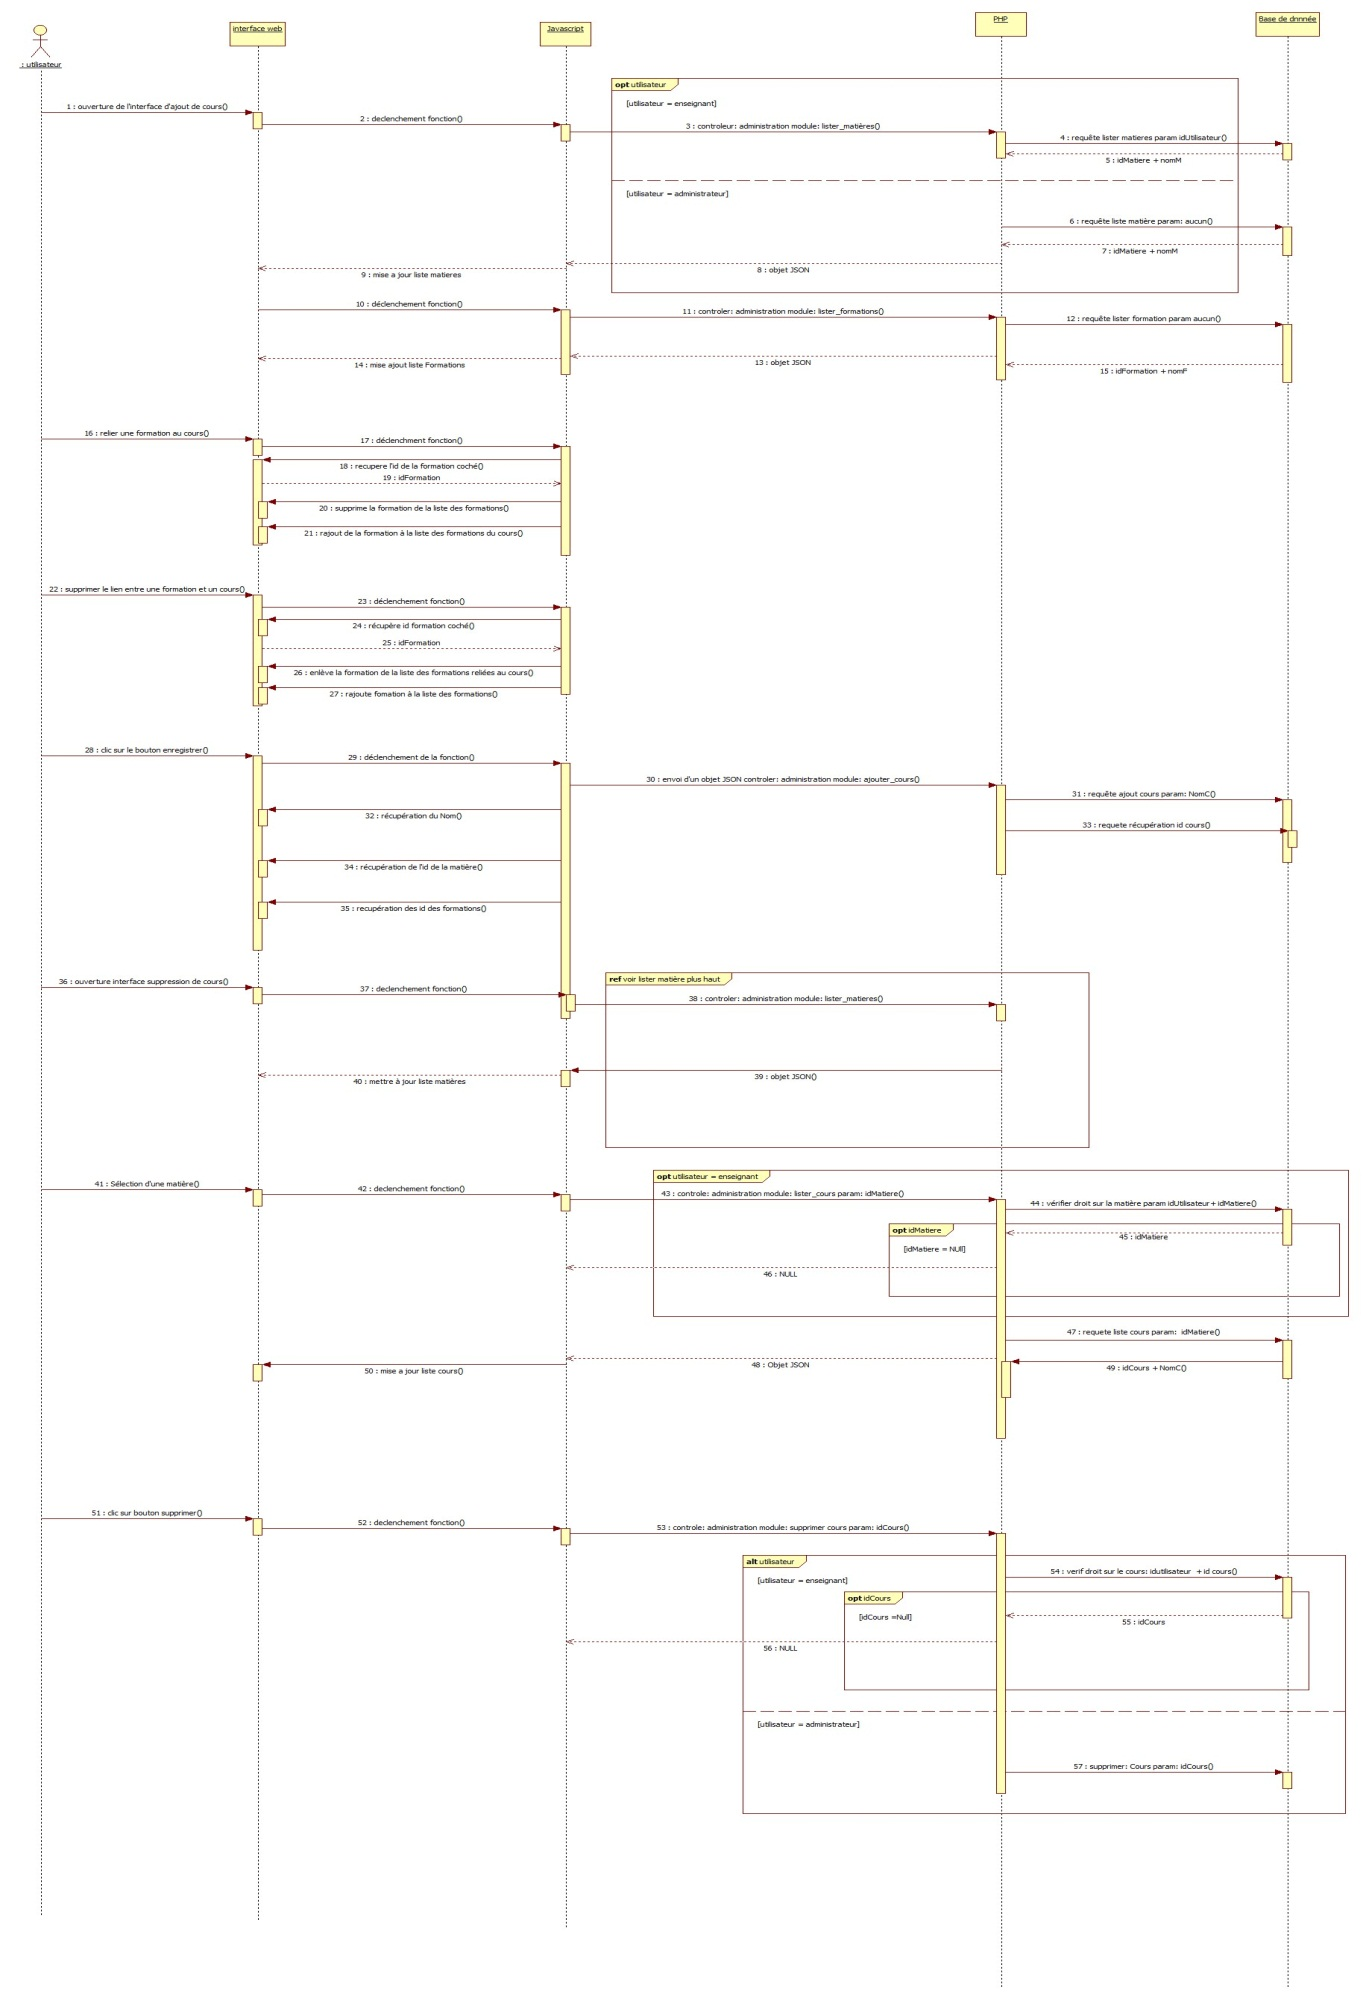 : utilisateur
interface web
Javascript
PHP
Base de dnnnée
opt utilisateur
[utilisateur = enseignant]
1 : ouverture de l'interface d'ajout de cours()
2 : declenchement fonction()
3 : controleur: administration module: lister_matières()
4 : requête lister matieres param idUtilisateur()
5 : idMatiere + nomM
[utilisateur = administrateur]
6 : requête liste matière param: aucun()
7 : idMatiere + nomM
8 : objet JSON
9 : mise a jour liste matieres
10 : déclenchement fonction()
11 : controler: administration module: lister_formations()
12 : requête lister formation param aucun()
13 : objet JSON
14 : mise ajout liste Formations
15 : idFormation + nomF
16 : relier une formation au cours()
17 : déclenchment fonction()
18 : recupere l'id de la formation coché()
19 : idFormation
20 : supprime la formation de la liste des formations()
21 : rajout de la formation à la liste des formations du cours()
22 : supprimer le lien entre une formation et un cours()
23 : déclenchement fonction()
24 : récupère id formation coché()
25 : idFormation
26 : enlève la formation de la liste des formations reliées au cours()
27 : rajoute fomation à la liste des formations()
28 : clic sur le bouton enregistrer()
29 : déclenchement de la fonction()
30 : envoi d'un objet JSON controler: administration module: ajouter_cours()
31 : requête ajout cours param: NomC()
32 : récupération du Nom()
33 : requete récupération id cours()
34 : récupération de l'id de la matière()
35 : recupération des id des formations()
36 : ouverture interface suppression de cours()
37 : declenchement fonction()
ref voir lister matière plus haut
38 : controler: administration module: lister_matieres()
39 : objet JSON()
40 : mettre à jour liste matières
opt utilisateur = enseignant
41 : Sélection d'une matière()
42 : declenchement fonction()
43 : controle: administration module: lister_cours param: idMatiere()
44 : vérifier droit sur la matière param idUtilisateur + idMatiere()
opt idMatiere
45 : idMatiere
[idMatiere = NUll]
46 : NULL
47 : requete liste cours param:  idMatiere()
48 : Objet JSON
49 : idCours + NomC()
50 : mise a jour liste cours()
51 : clic sur bouton supprimer()
52 : declenchement fonction()
53 : controle: administration module: supprimer cours param: idCours()
alt utilisateur
54 : verif droit sur le cours: idutilisateur  + id cours()
[utilisateur = enseignant]
opt idCours
[idCours =Null]
55 : idCours
56 : NULL
[utilisateur = administrateur]
57 : supprimer: Cours param: idCours()